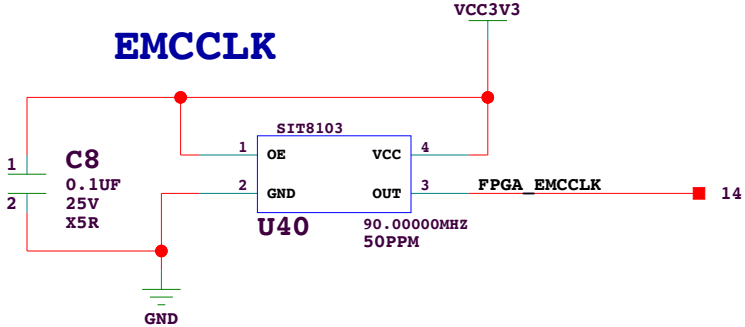 VCC3V3
EMCCLK
SIT8103
1 OE VCC 4
1 C8
0.1UF
2 GND OUT 3 FPGA_EMCCLK 14
2 25V
X5R
U40 90.00000MHZ
50PPM
GND